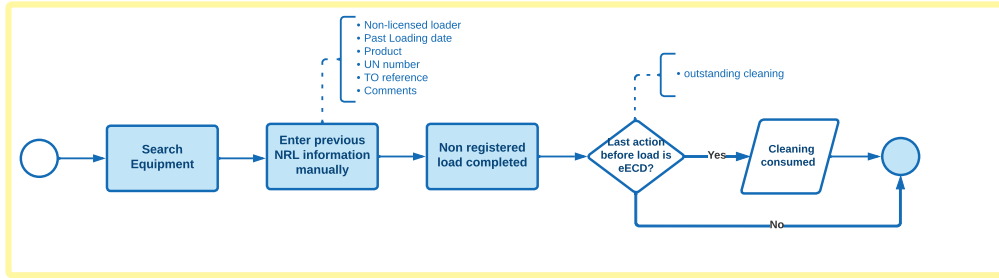 • Non-licensed loader
• Past Loading date
• Product
• UN number
• TO reference
• Comments
• outstanding cleaning
Search
Equipment
Enter previous
NRL information
manually
Non registered
load completed
Last action
before load is
eECD?
Yes
Cleaning
consumed
No